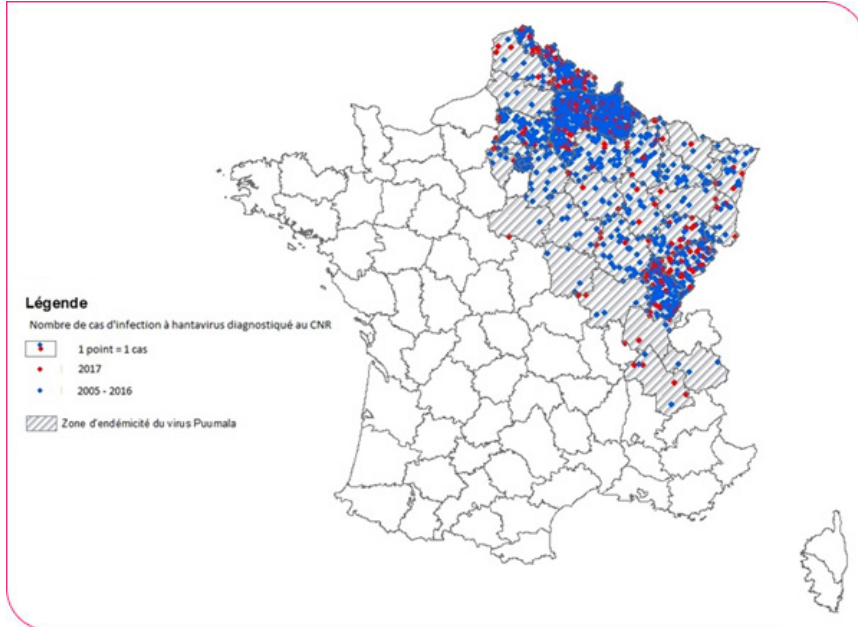 Légende
Nombre de cas d'infection à hantavirus diagnostiqué au CNR
1 point = 1 cas
2017
2005 - 2016
Zone d'endémicité du virus Puumala